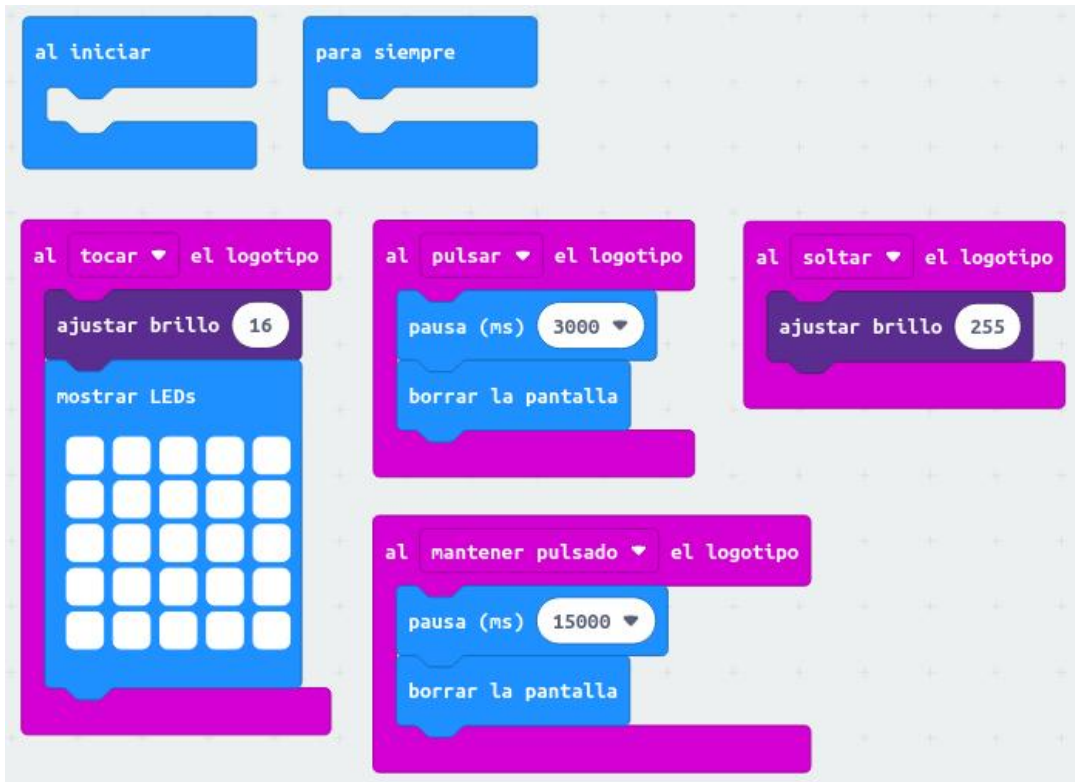 al iniciar
para siempre
al tocar el logotipo
ajustar brillo 16
mostrar LEDs
al pulsar el logotipo
pausa (ms) 3000
borrar la pantalla
al soltar el logotipo
ajustar brillo 255
al mantener pulsado el logotipo
pausa (ms) 15000
borrar la pantalla